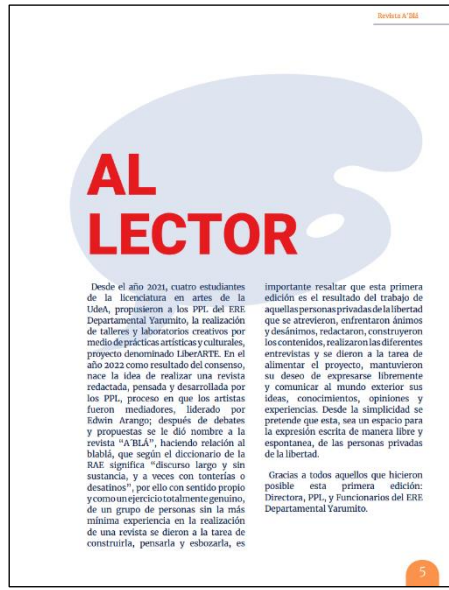 Revista A'Blá
AL
LECTOR
Desde el año 2021, cuatro estudiantes
de la licenciatura en artes de la
UdeA, propusieron a los PPL del ERE
Departamental Yarumito, la realización
de talleres y laboratorios creativos por
medio de prácticas artísticas y culturales,
proyecto denominado LiberARTE. En el
año 2022 como resultado del consenso,
nace la idea de realizar una revista
redactada, pensada y desarrollada por
los PPL, proceso en que los artistas
fueron mediadores, liderado por
Edwin Arango; después de debates
y propuestas se le dió nombre a la
revista “A’BLÁ”, haciendo relación al
blablá, que según el diccionario de la
RAE significa “discurso largo y sin
sustancia, y a veces con tonterías o
desatinos”, por ello con sentido propio
y como un ejercicio totalmente genuino,
de un grupo de personas sin la más
mínima experiencia en la realización
de una revista se dieron a la tarea de
construirla, pensarla y esbozarla, es
importante resaltar que esta primera
edición es el resultado del trabajo de
aquellas personas privadas de la libertad
que se atrevieron, enfrentaron ánimos
y desánimos, redactaron, construyeron
los contenidos, realizaron las diferentes
entrevistas y se dieron a la tarea de
alimentar el proyecto, mantuvieron
su deseo de expresarse libremente
y comunicar al mundo exterior sus
ideas, conocimientos, opiniones y
experiencias. Desde la simplicidad se
pretende que esta, sea un espacio para
la expresión escrita de manera libre y
espontanea, de las personas privadas
de la libertad.
Gracias a todos aquellos que hicieron
posible esta primera edición:
Directora, PPL, y Funcionarios del ERE
Departamental Yarumito.
5